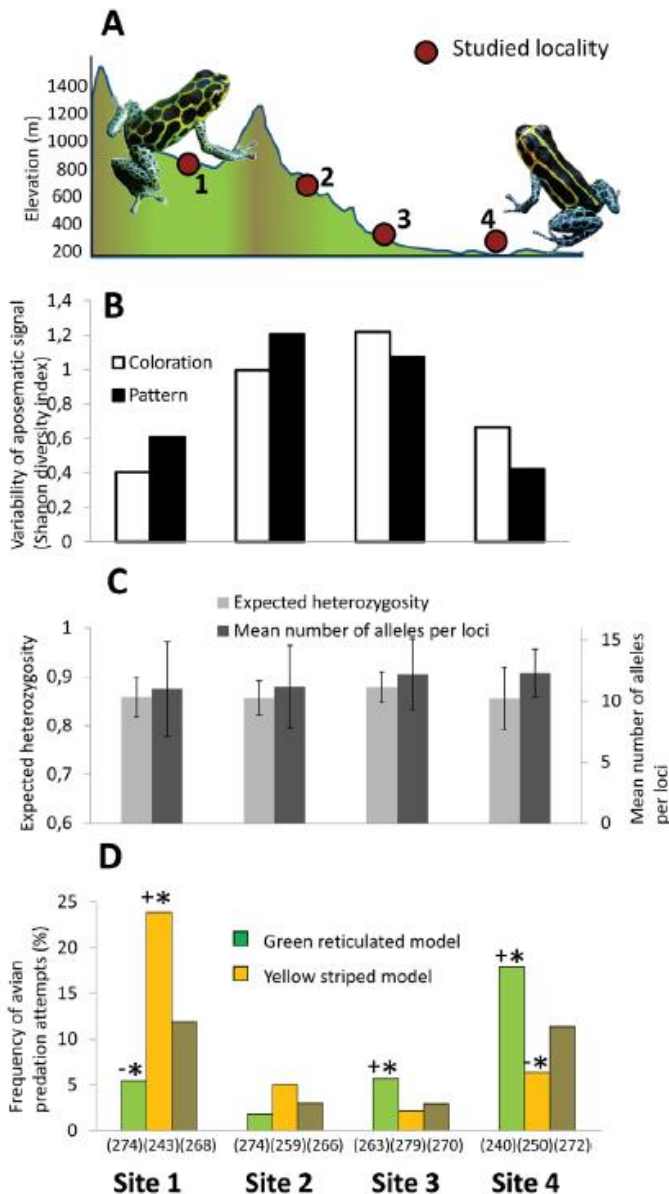 A
Studied locality
Elevation (m)
1400
1200
1000
800
600
400
200
1
2
3
4
B
Variability of aposematic signal
(Shanon diversity index)
1,4
1,2
1
0,8
0,6
0,4
0,2
0
Coloration
Pattern
C
Expected heterozygosity
Mean number of alleles per loci
Expected heterozygosity
1
0,9
0,8
0,7
0,6
15
10
5
0
Mean number of alleles
per loci
D
Frequency of avian
predation attempts (%)
25
20
15
10
5
0
Green reticulated model
Yellow striped model
-* +* +* +* -*
(274)(243)(268) (274)(259)(266) (263)(279)(270) (240)(250)(272)
Site 1 Site 2 Site 3 Site 4